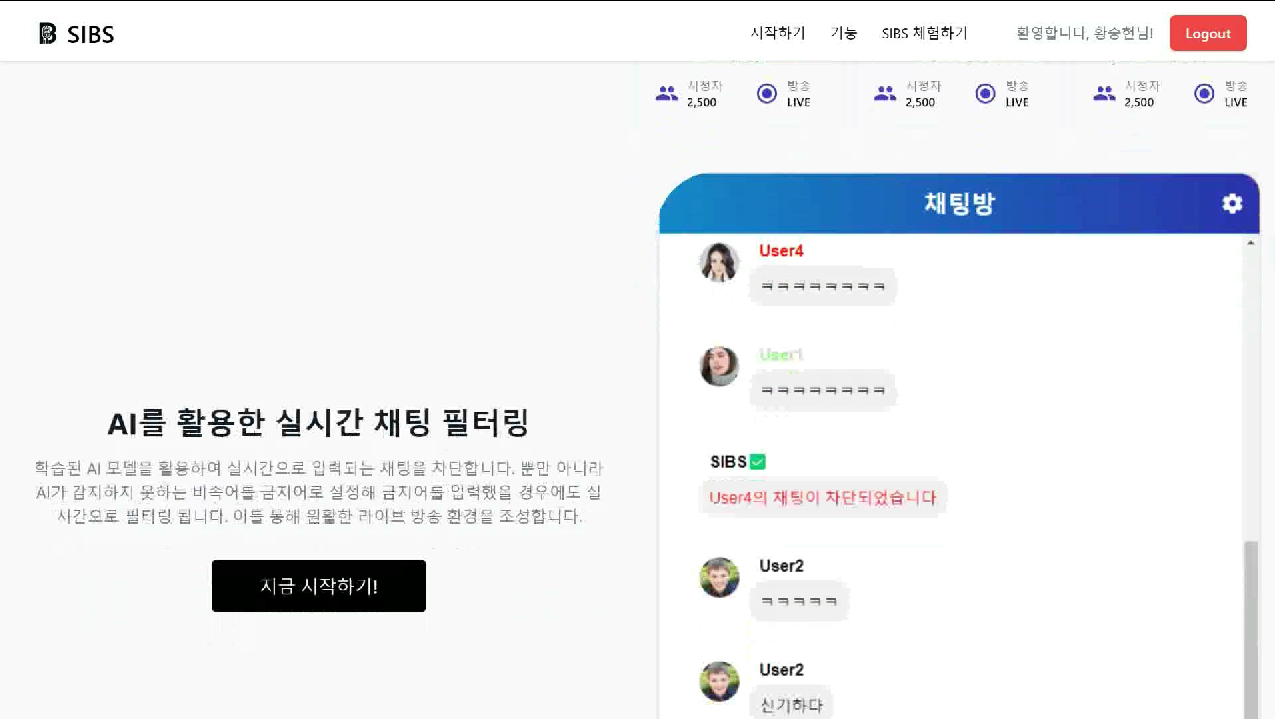 SIBS
시작하기 기능 SIBS 체험하기 환영합니다, 황승현님! Logout
시청자 방송 시청자 방송 시청자 방송
2,500 LIVE 2,500 LIVE 2,500 LIVE
채팅방
User4
ㅋㅋㅋㅋㅋㅋㅋㅋ
User1
ㅋㅋㅋㅋㅋㅋㅋㅋ
SIBS
User4의 채팅이 차단되었습니다
User2
ㅋㅋㅋㅋㅋ
User2
신기하다
AI를 활용한 실시간 채팅 필터링
학습된 AI 모델을 활용하여 실시간으로 입력되는 채팅을 차단합니다. 뿐만 아니라
AI가 감지하지 못하는 비속어를 금지어로 설정해 금지어를 입력했을 경우에도 실
시간으로 필터링 됩니다. 이를 통해 원활한 라이브 방송 환경을 조성합니다.
지금 시작하기!